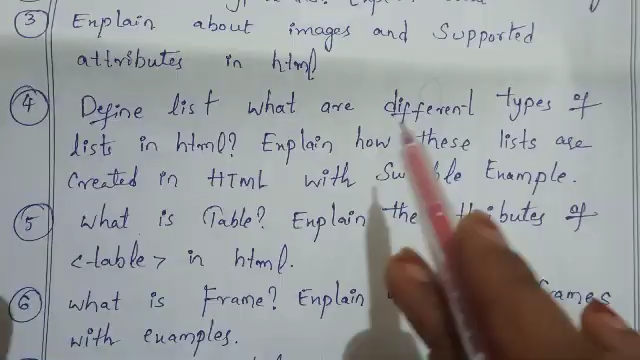 ③ Explain about images and Supported
attributes in html
④ Define list what are different types of
lists in html? Explain how these lists are
Created in HTML with Example.
⑤ what is Table? Explain the of
<table> in html.
⑥ what is Frame? Explain
with examples.